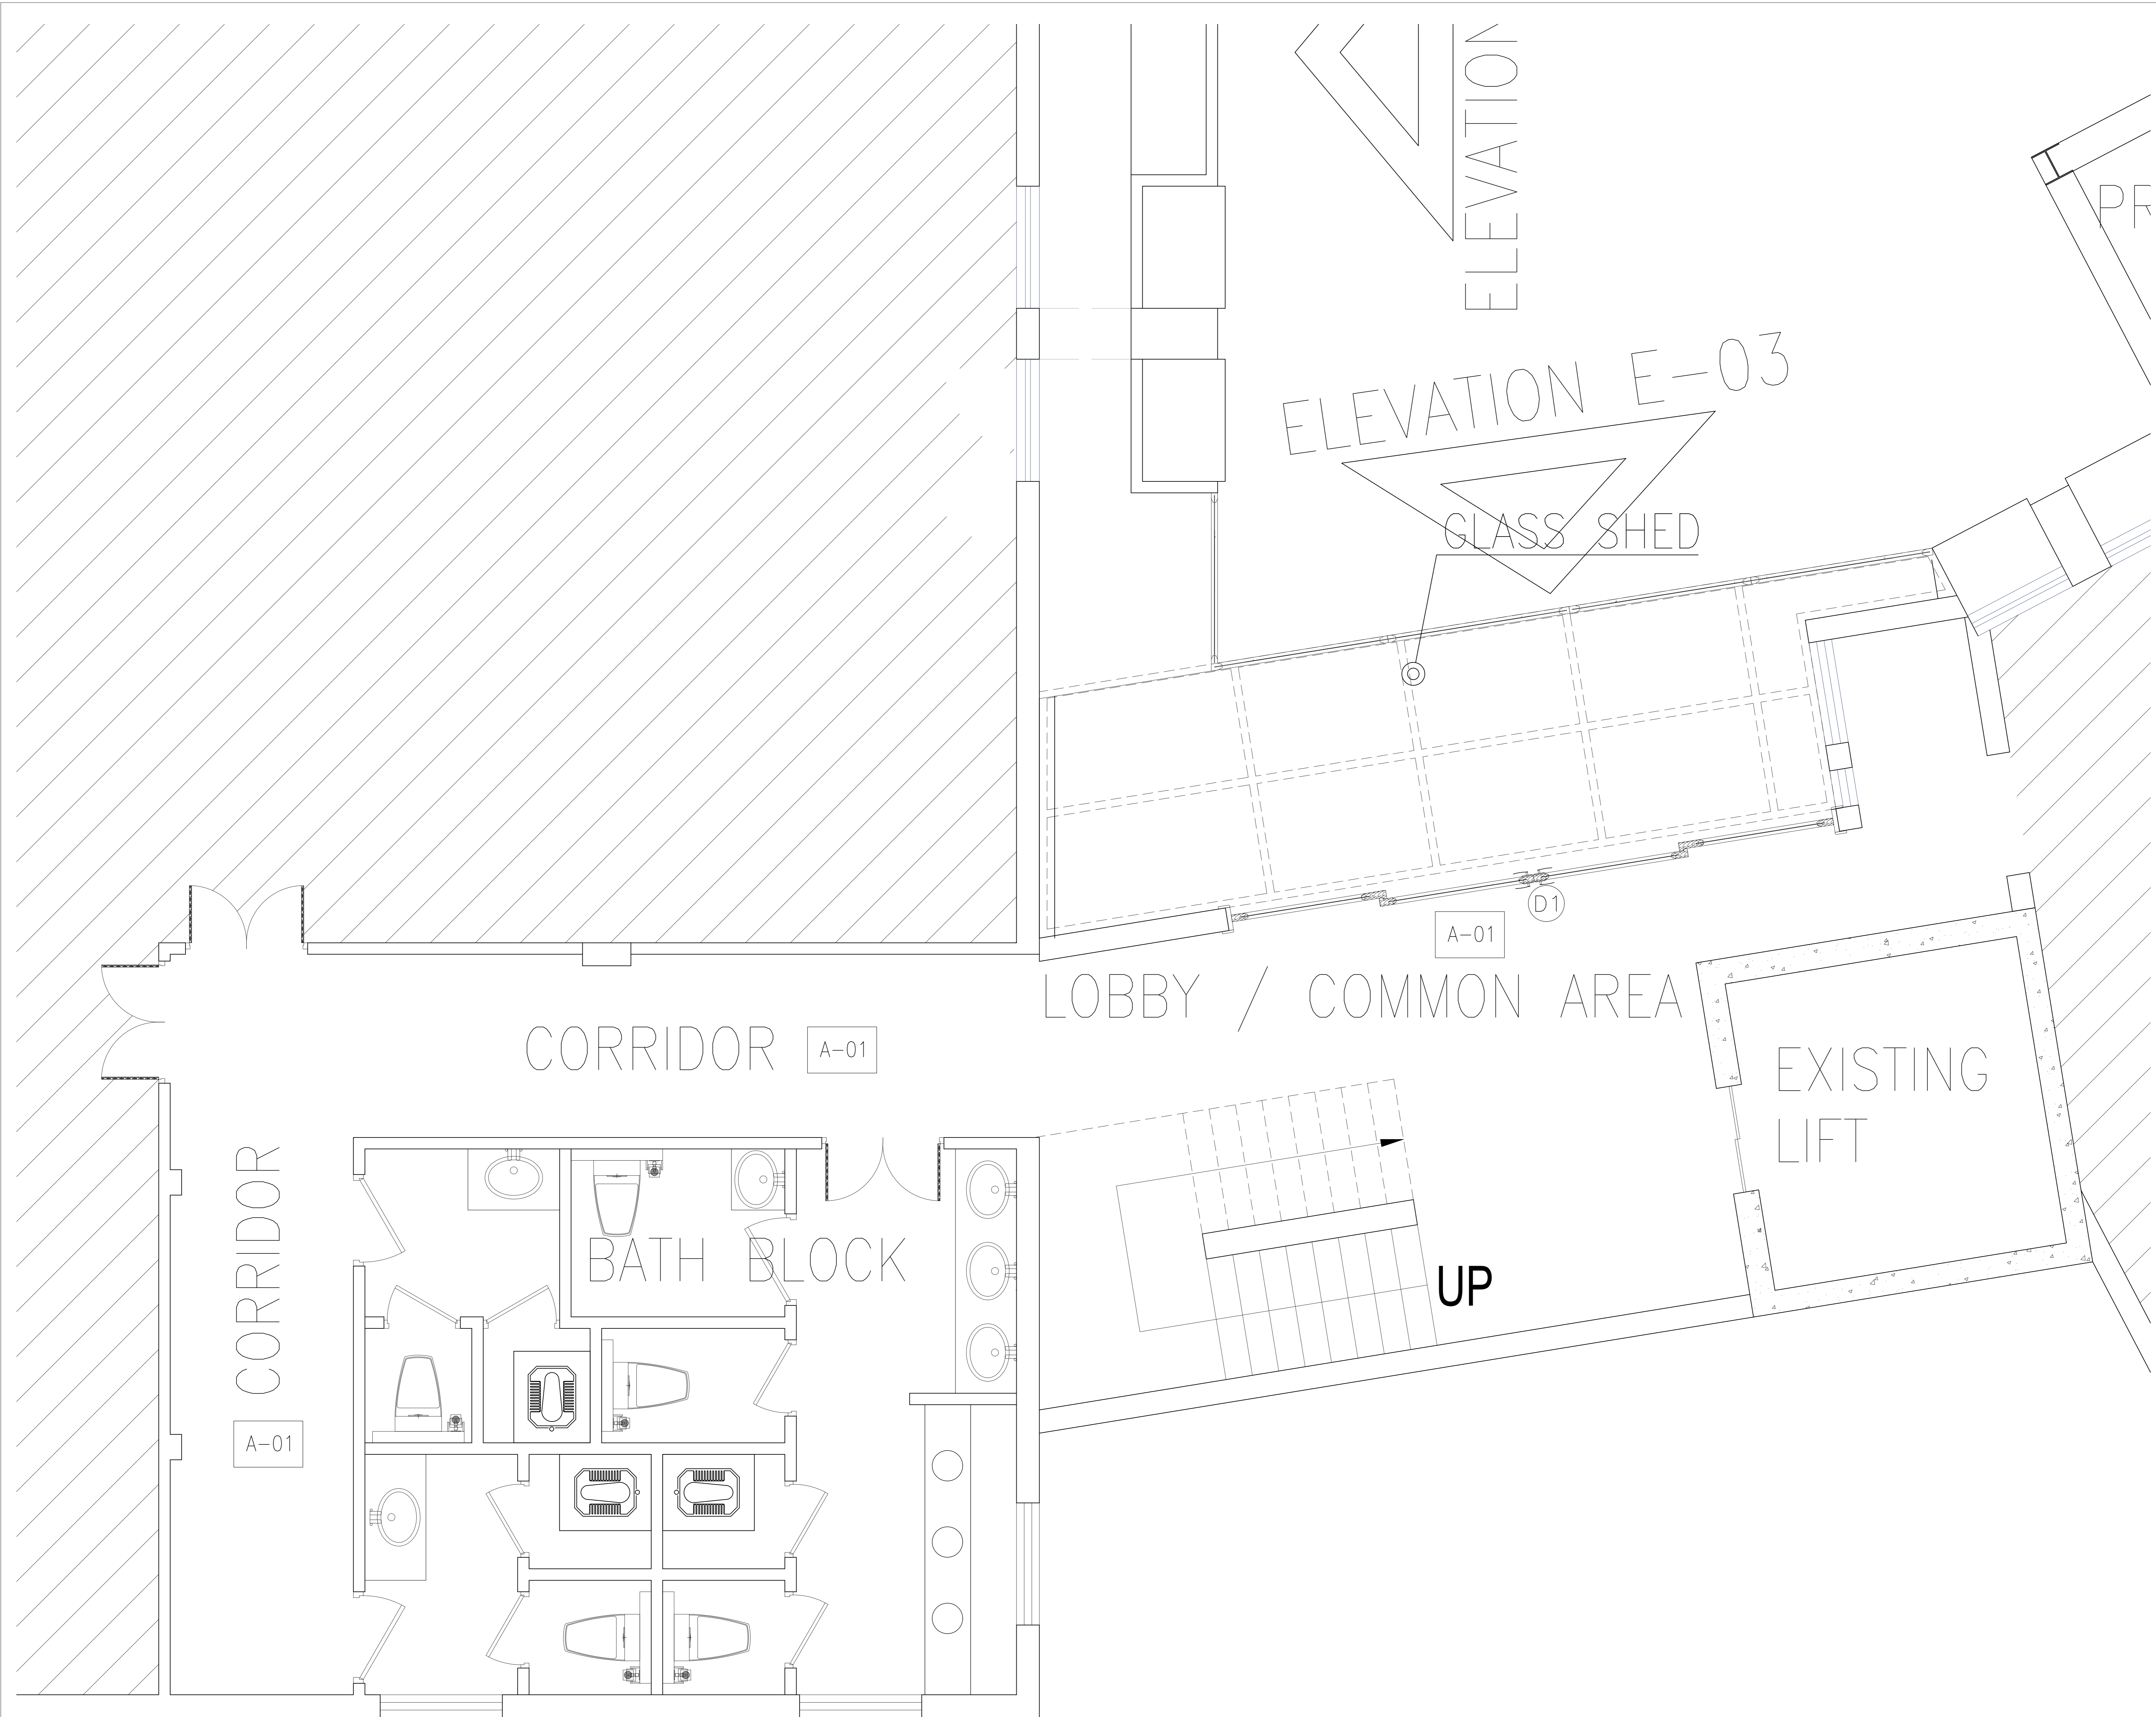 ELEVATION
PR
ELEVATION E-03
GLASS SHED
D1
A-01
LOBBY / COMMON AREA
CORRIDOR
A-01
EXISTING
LIFT
CORRIDOR
A-01
BATH BLOCK
UP